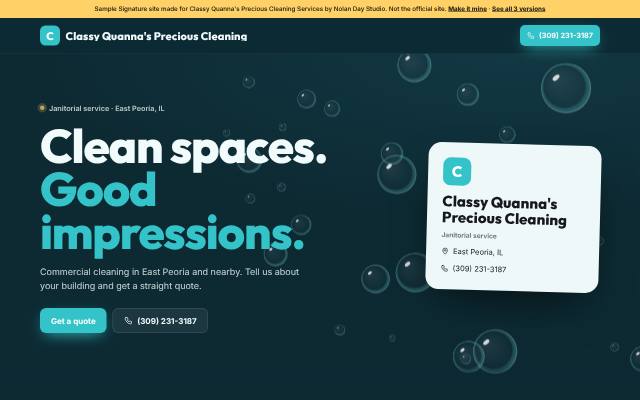 Sample Signature site made for Classy Quanna's Precious Cleaning Services by Nolan Day Studio. Not the official site. Make it mine · See all 3 versions
C Classy Quanna's Precious Cleaning
(309) 231-3187
Janitorial service · East Peoria, IL
Clean spaces.
Good
impressions.
Commercial cleaning in East Peoria and nearby. Tell us about
your building and get a straight quote.
Get a quote
(309) 231-3187
C
Classy Quanna's
Precious Cleaning
Janitorial service
East Peoria, IL
(309) 231-3187